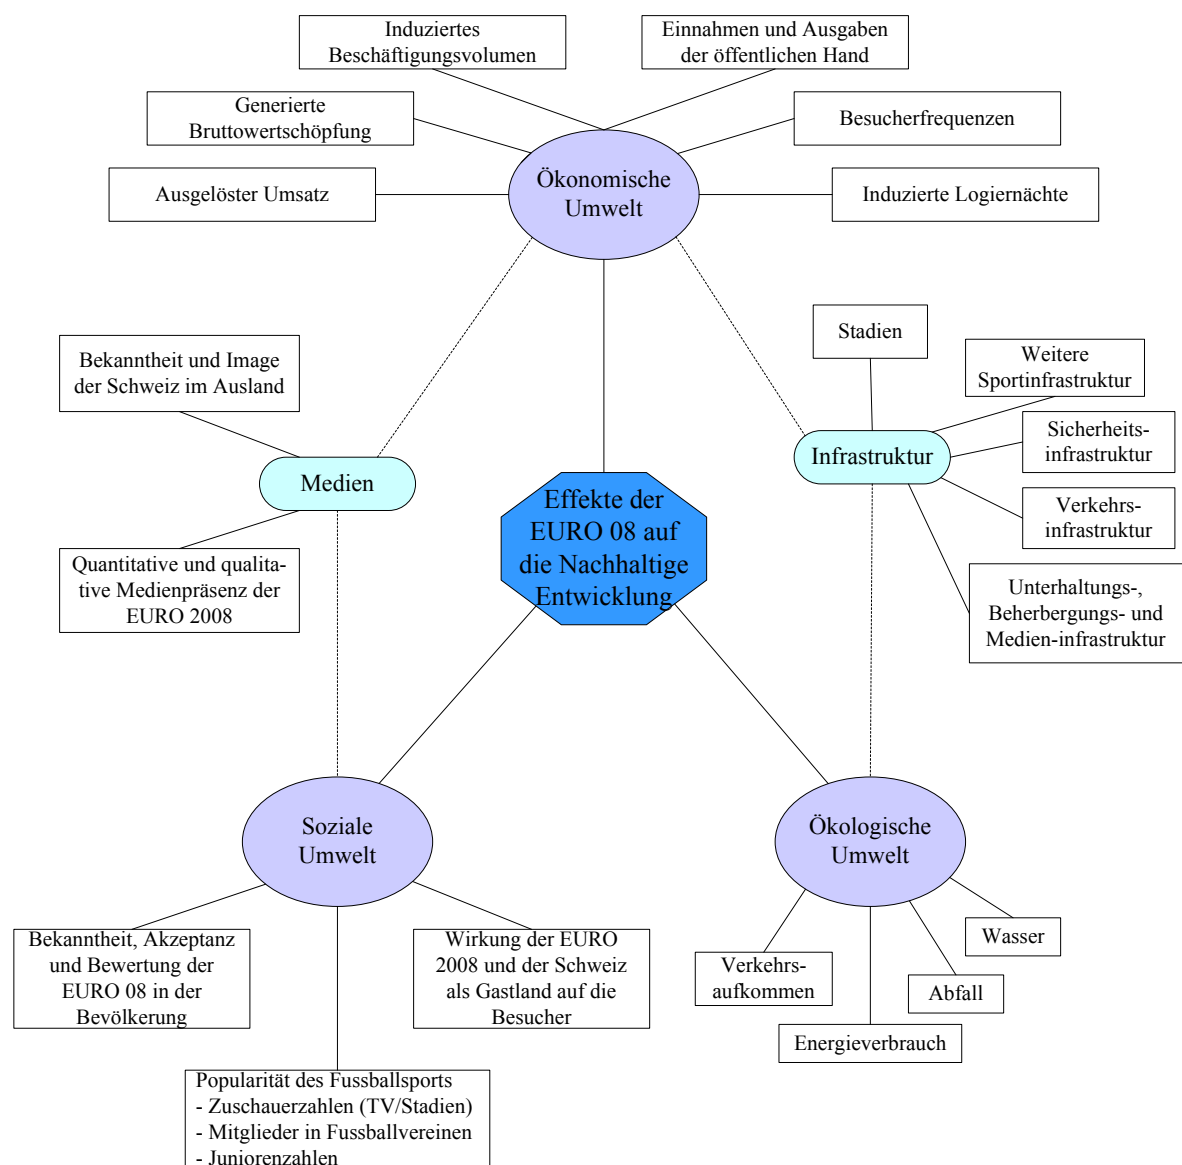 Induziertes
Beschäftigungsvolumen
Einnahmen und Ausgaben
der öffentlichen Hand
Generierte
Bruttowertschöpfung
Besucherfrequenzen
Ausgelöster Umsatz
Ökonomische
Umwelt
Induzierte Logiernächte
Stadien
Bekanntheit und Image
der Schweiz im Ausland
Weitere
Sportinfrastruktur
Sicherheits-
infrastruktur
Infrastruktur
Medien
Verkehrs-
infrastruktur
Effekte der
EURO 08 auf
die Nachhaltige
Entwicklung
Quantitative und qualita-
tive Medienpräsenz der
EURO 2008
Unterhaltungs-,
Beherbergungs- und
Medien-infrastruktur
Soziale
Umwelt
Ökologische
Umwelt
Bekanntheit, Akzeptanz
und Bewertung der
EURO 08 in der
Bevölkerung
Wirkung der EURO
2008 und der Schweiz
als Gastland auf die
Besucher
Verkehrs-
aufkommen
Wasser
Abfall
Energieverbrauch
Popularität des Fussballsports
- Zuschauerzahlen (TV/Stadien)
- Mitglieder in Fussballvereinen
- Juniorenzahlen